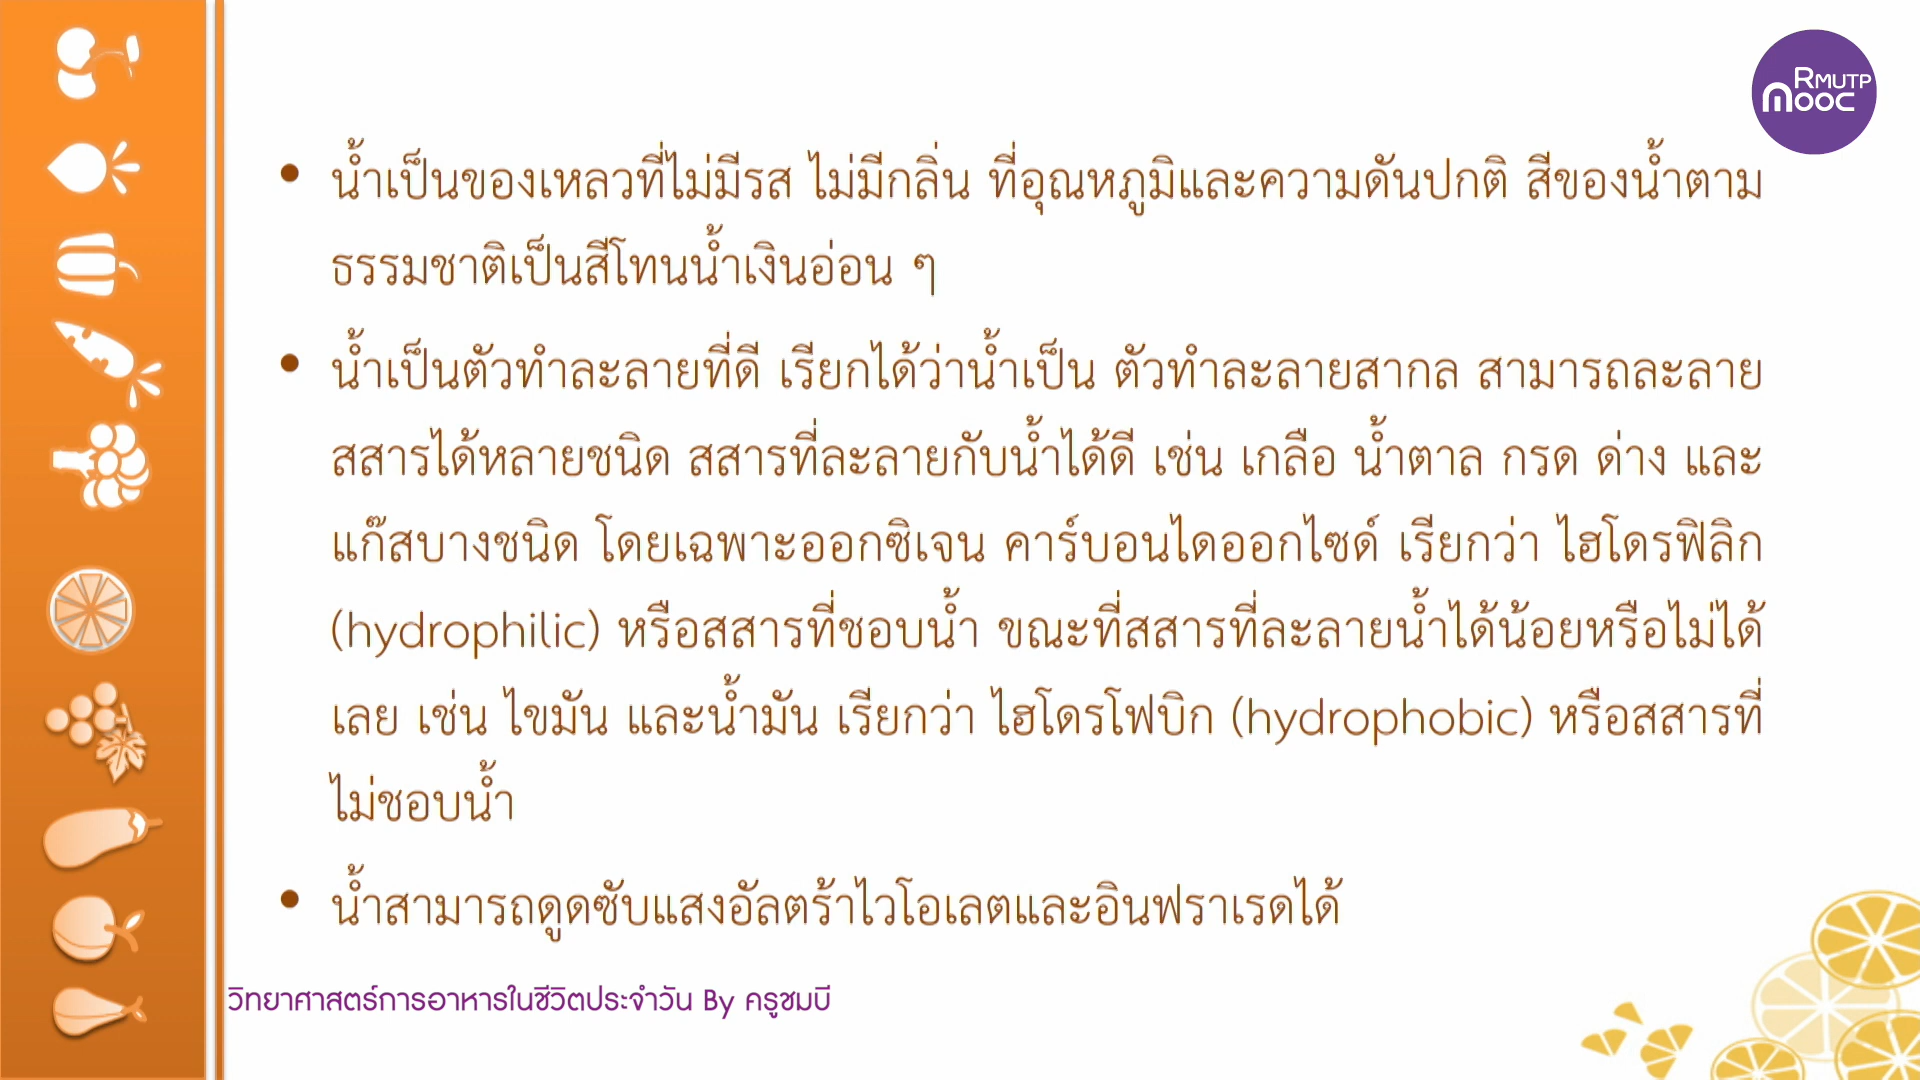 RMUTP
MOOC
• น้ำเป็นของเหลวที่ไม่มีรส ไม่มีกลิ่น ที่อุณหภูมิและความดันปกติ สีของน้ำตาม
ธรรมชาติเป็นสีโทนน้ำเงินอ่อน ๆ
• น้ำเป็นตัวทำละลายที่ดี เรียกได้ว่าน้ำเป็น ตัวทำละลายสากล สามารถละลาย
สสารได้หลายชนิด สสารที่ละลายกับน้ำได้ดี เช่น เกลือ น้ำตาล กรด ด่าง และ
แก๊สบางชนิด โดยเฉพาะออกซิเจน คาร์บอนไดออกไซด์ เรียกว่า ไฮโดรฟิลิก
(hydrophilic) หรือสสารที่ชอบน้ำ ขณะที่สสารที่ละลายน้ำได้น้อยหรือไม่ได้
เลย เช่น ไขมัน และน้ำมัน เรียกว่า ไฮโดรโฟบิก (hydrophobic) หรือสสารที่
ไม่ชอบน้ำ
• น้ำสามารถดูดซับแสงอัลตร้าไวโอเลตและอินฟราเรดได้
วิทยาศาสตร์การอาหารในชีวิตประจำวัน By ครูชมบี